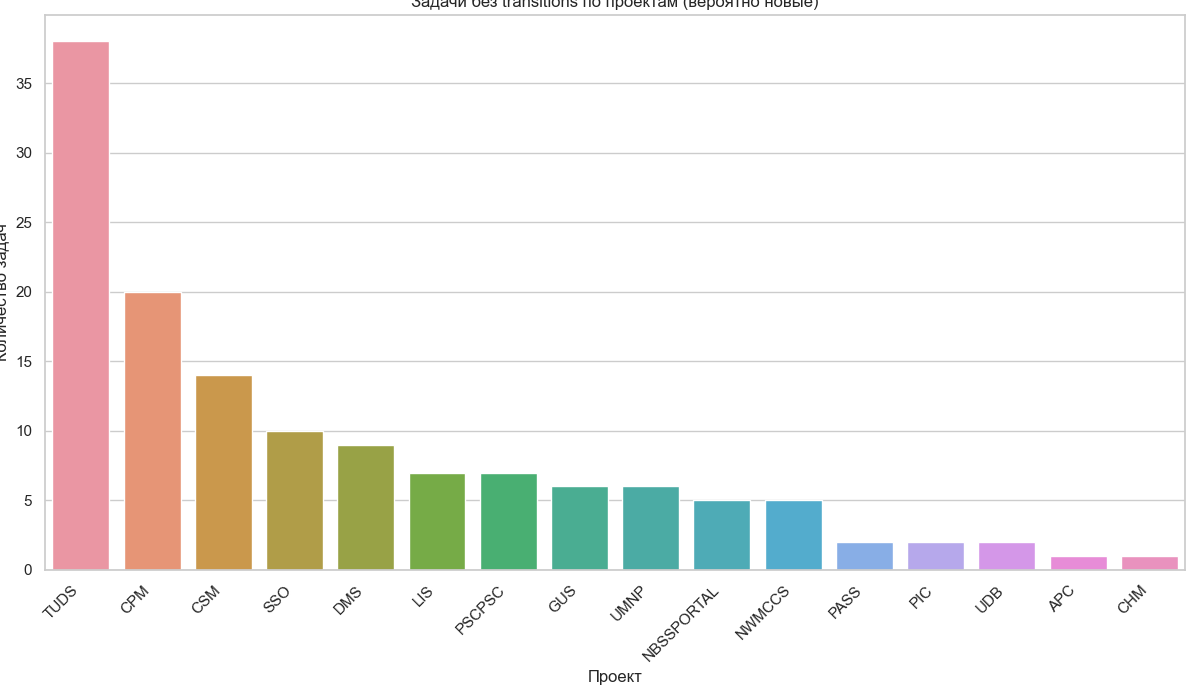 Задачи без transitions по проектам (вероятно новые)
Количество задач
35
30
25
20
15
10
5
0
TUDS
CPM
CSM
SSO
DMS
LIS
PSCPSC
GUS
UMNP
NBSSPORTAL
NWMCCS
PASS
PIC
UDB
APC
CHM
Проект